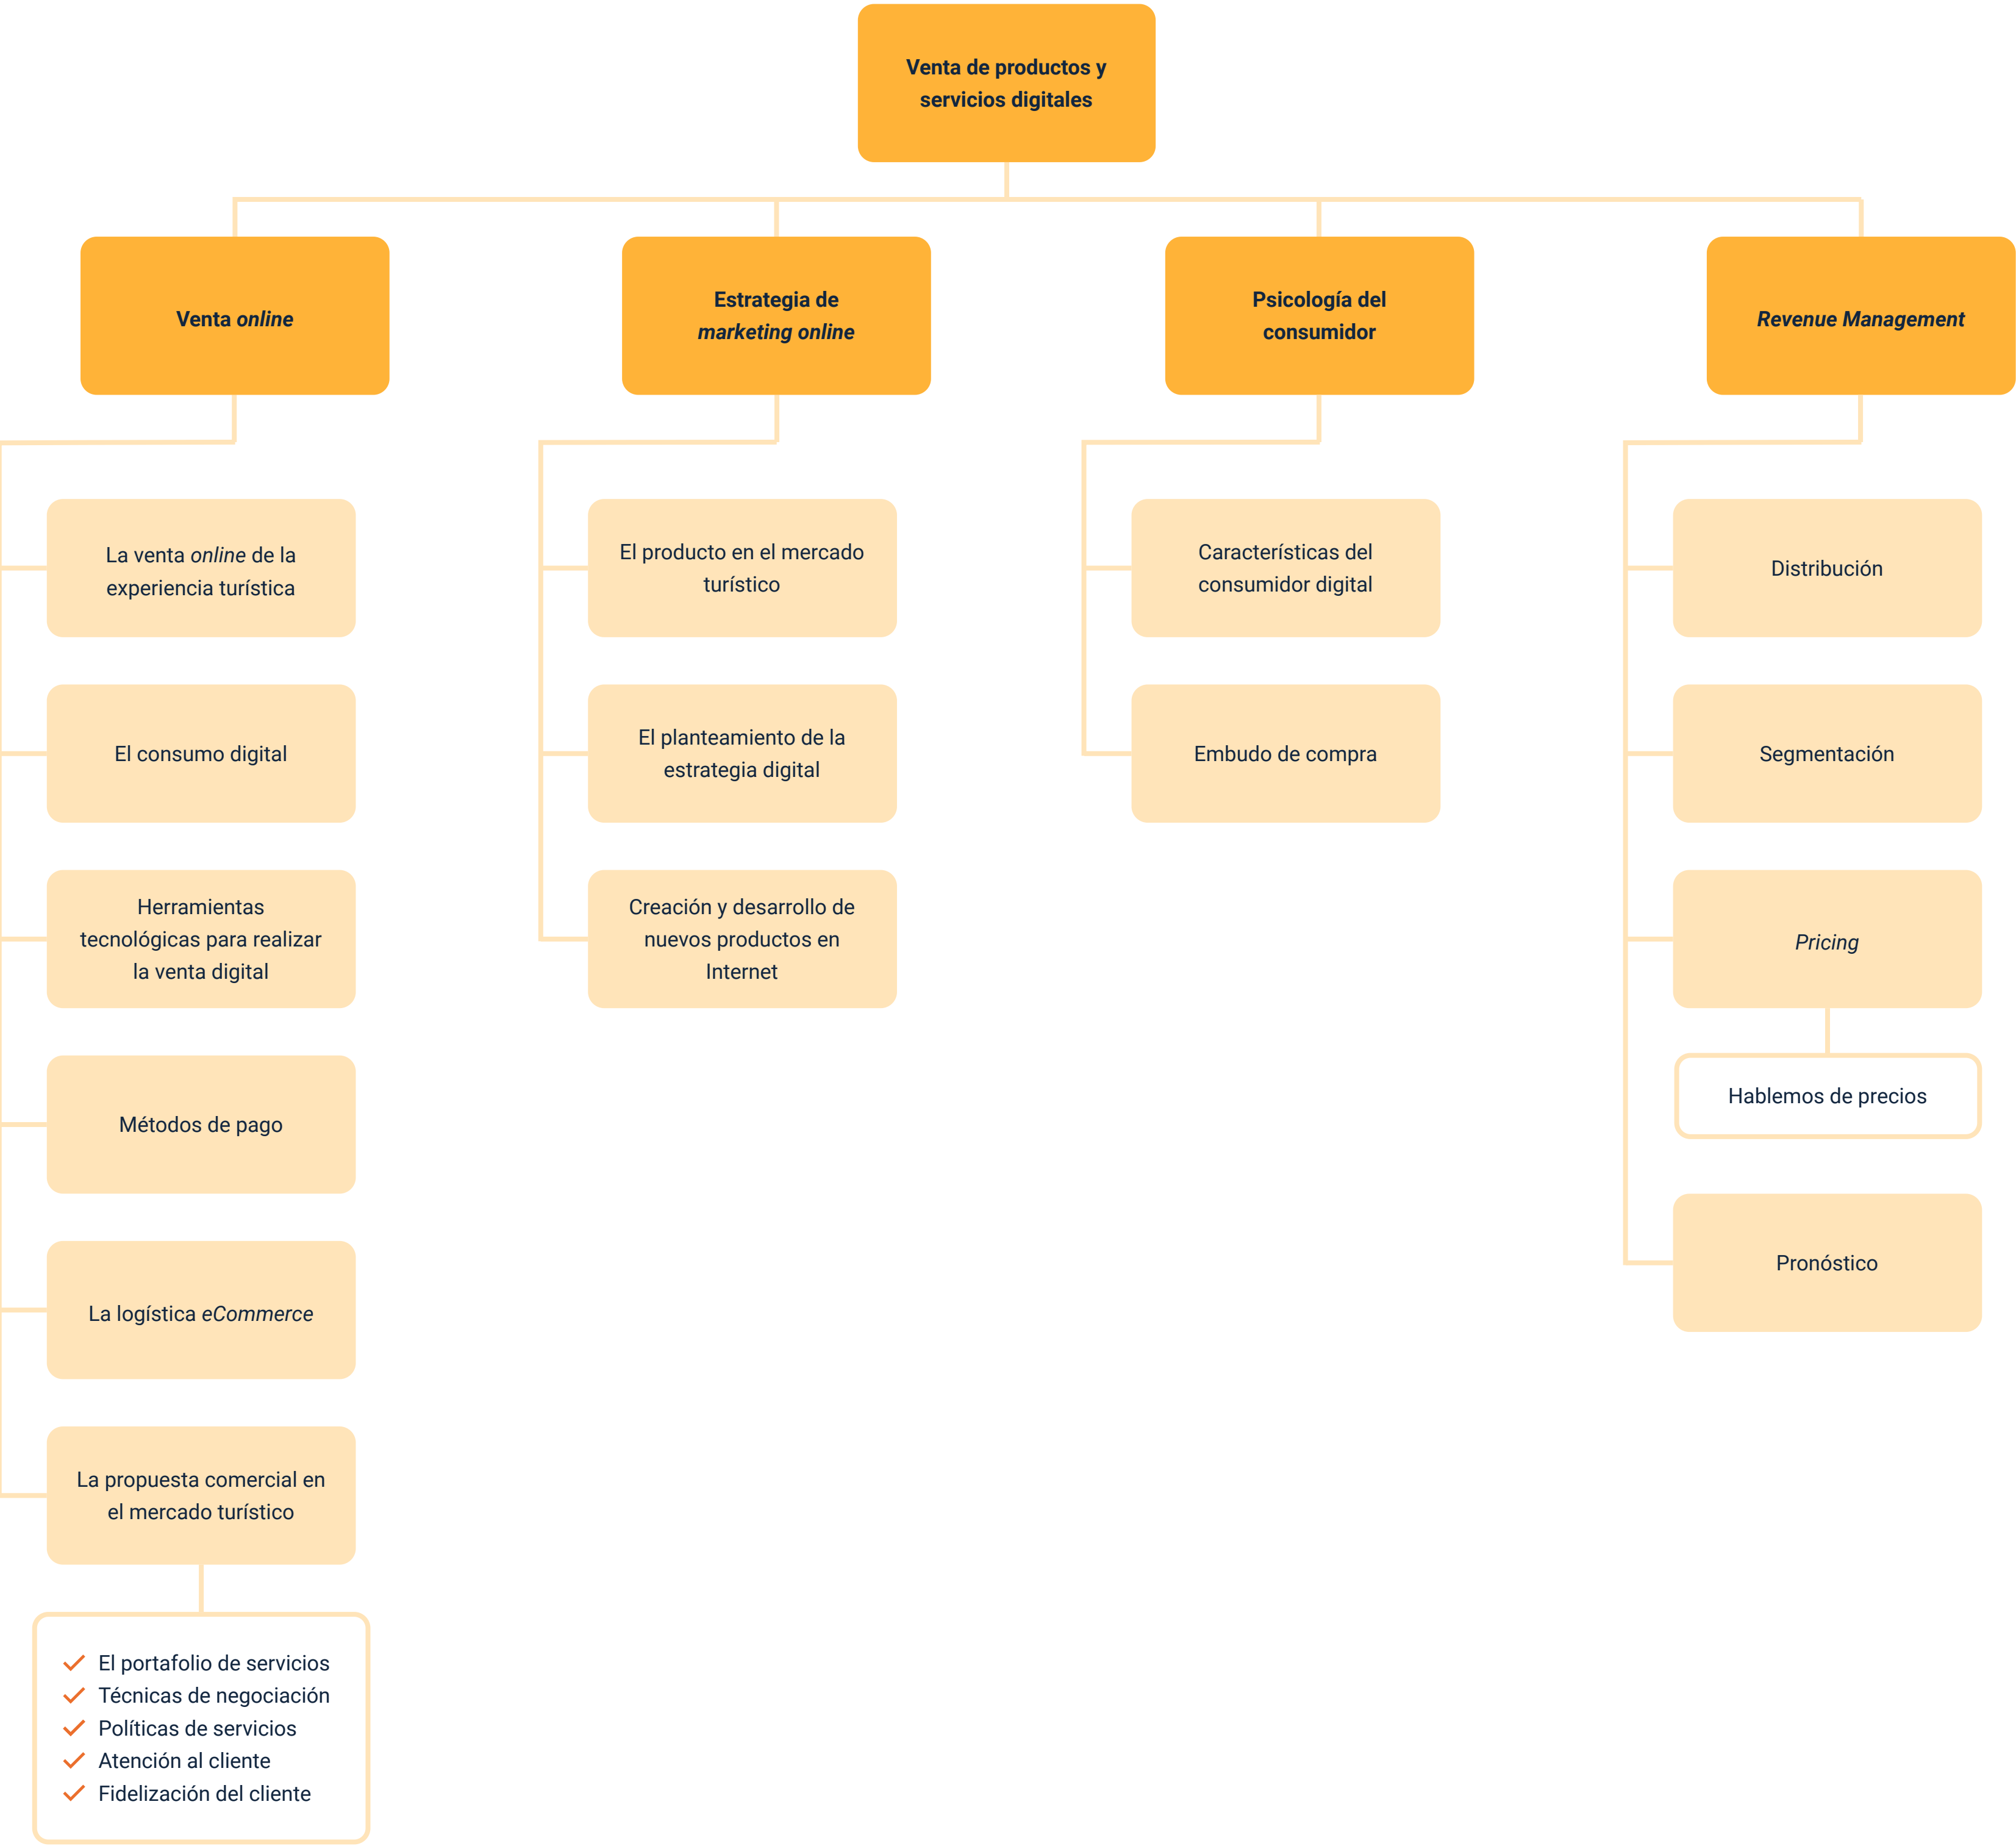 Venta de productos y
servicios digitales
Venta online
Estrategia de
marketing online
Psicología del
consumidor
Revenue Management
La venta online de la
experiencia turística
El consumo digital
Herramientas
tecnológicas para realizar
la venta digital
Métodos de pago
La logística eCommerce
La propuesta comercial en
el mercado turístico
El portafolio de servicios
Técnicas de negociación
Políticas de servicios
Atención al cliente
Fidelización del cliente
El producto en el mercado
turístico
El planteamiento de la
estrategia digital
Creación y desarrollo de
nuevos productos en
Internet
Características del
consumidor digital
Embudo de compra
Distribución
Segmentación
Pricing
Hablemos de precios
Pronóstico